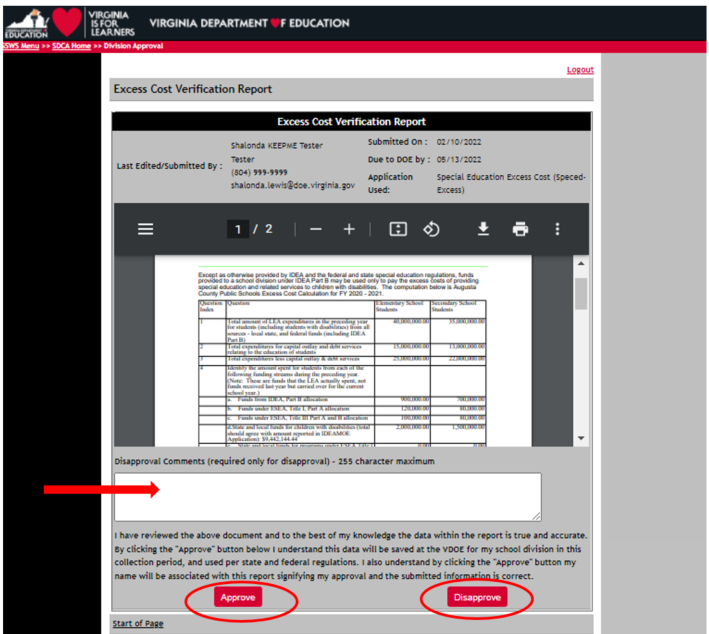 VIRGINIA
IS FOR
LEARNERS
VIRGINIA DEPARTMENT F EDUCATION
EDUCATION
SSWS Menu >> SDCA Home >> Division Approval
Logout
Excess Cost Verification Report
Excess Cost Verification Report
Last Edited/Submitted By :
Shalonda KEEPME Tester
Tester
(804) 999-9999
shalonda.lewis@doe.virginia.gov
Submitted On : 02/10/2022
Due to DOE by : 05/13/2022
Application Used: Special Education Excess Cost (Speced-
Excess)
1 / 2
Except as otherwise provided by IDEA and the federal and state special education regulations, funds
provided to a school division under IDEA Part B may be used only to pay the excess costs of providing
special education and related services to children with disabilities. The computation below is Augusta
County Public Schools Excess Cost Calculation for FY 2020 -
2021.
Question Index Question Elementary School Students Secondary School Students
1 Total amount of LEA expenditures in the preceding year 40,000,000.00 35,000,000.00
for students (including students with disabilities) from all
sources - local state, and federal funds (including IDEA
Part B)
2 Total expenditures for capital outlay and debt services 15,000,000.00 13,000,000.00
relating to the education of students
3 Total expenditures less capital outlay & debt services 25,000,000.00 22,000,000.00
4 Identify the amount spent for students from each of the
following funding streams during the preceding year.
(Note: These are funds that the LEA actually spent, not
funds received last year but carried over for the current
school year.)
a. Funds from IDEA, Part B allocation 900,000.00 700,000.00
b. Funds under ESEA, Title I, Part A allocation 120,000.00 80,000.00
c. Funds under ESEA, Title III Part A and B allocation 100,000.00 80,000.00
d.State and local funds for children with disabilities (total 2,000,000.00 1,500,000.00
should agree with amount reported in IDEAMOE
Application): $9,442,144.44
e. State and local funds for programs under ESEA Title I 0.00 0.00
Disapproval Comments (required only for disapproval) - 255 character maximum
I have reviewed the above document and to the best of my knowledge the data within the report is true and accurate.
By clicking the "Approve" button below I understand this data will be saved at the VDOE for my school division in this
collection period, and used per state and federal regulations. I also understand by clicking the "Approve" button my
name will be associated with this report signifying my approval and the submitted information is correct.
Approve
Disapprove
Start of Page